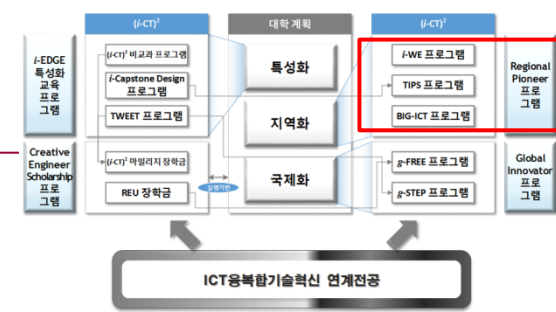 (i-CT)²
대학 계획
(i-CT)²
i-EDGE
특성화
교육
프로
그램
(i-CT)² 비교과 프로그램
i-Capstone Design
프로그램
TWEET 프로그램
특성화
지역화
국제화
i-WE 프로그램
TIPS 프로그램
BIG-ICT 프로그램
Regional
Pioneer
프로
그램
Creative
Engineer
Scholarship
프로
그램
(i-CT)² 마일리지 장학금
REU 장학금
실행기반
g-FREE 프로그램
g-STEP 프로그램
Global
Innovator
프로
그램
ICT융복합기술혁신 연계전공